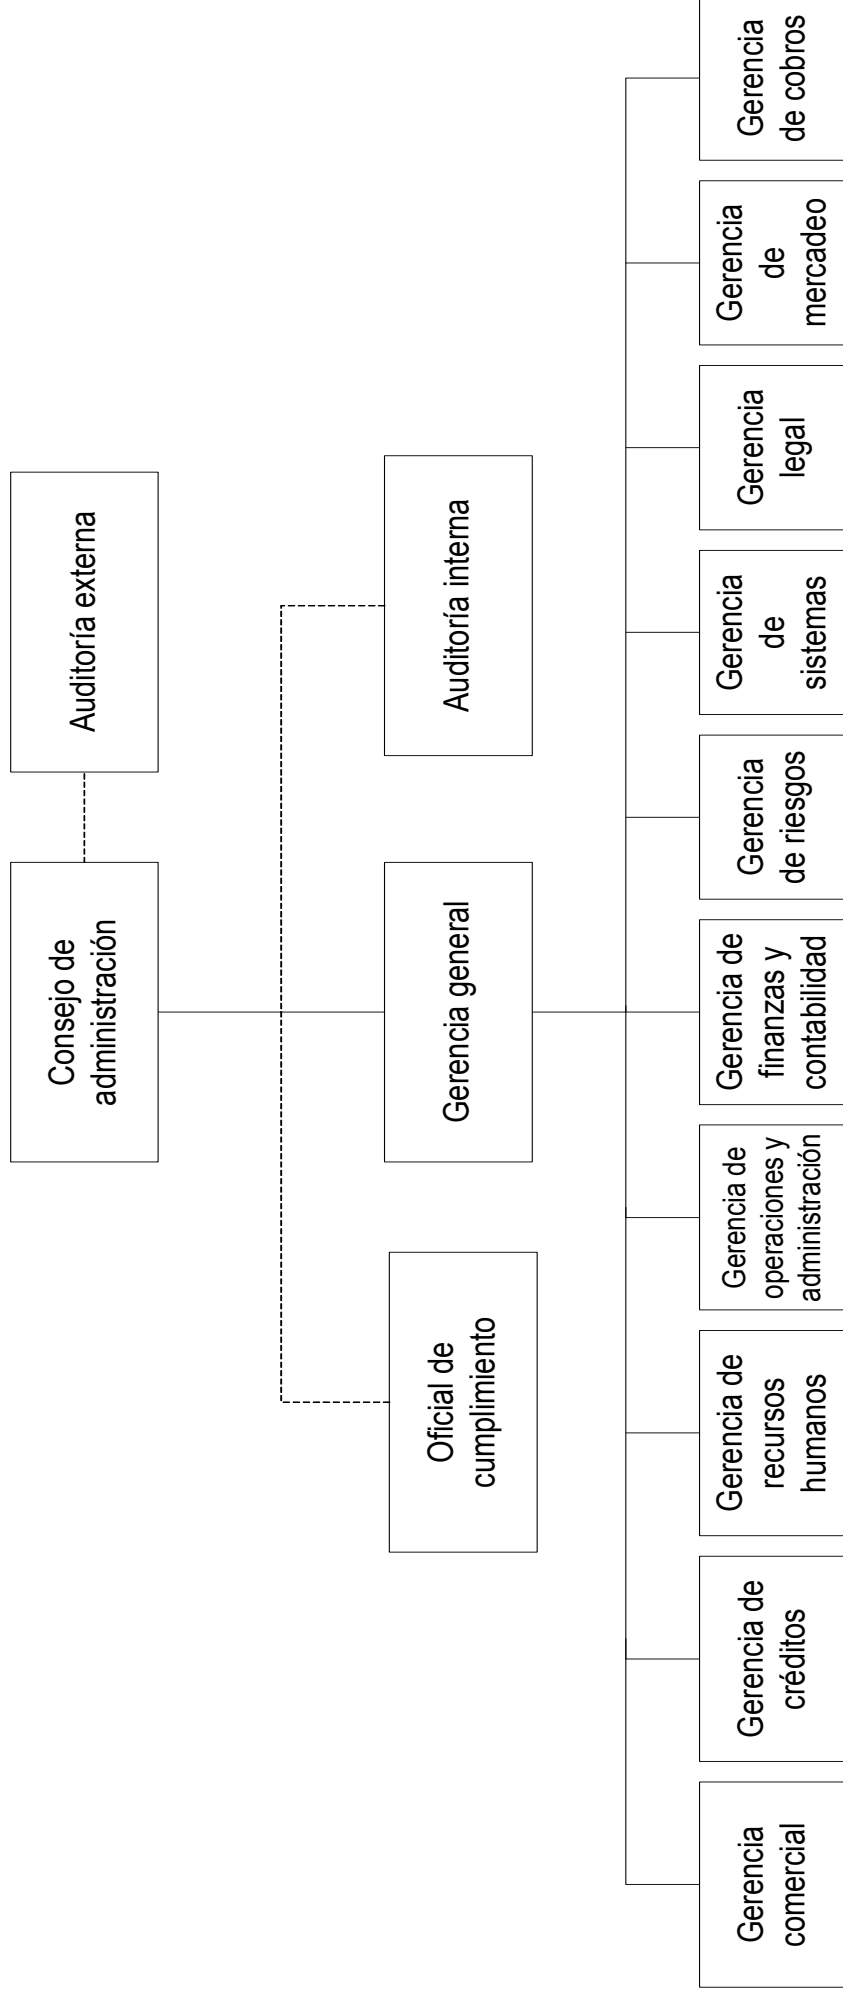 Consejo de
administración
Auditoría externa
Oficial de
cumplimiento
Gerencia general
Auditoría interna
Gerencia
comercial
Gerencia de
créditos
Gerencia de
recursos
humanos
Gerencia de
operaciones y
administración
Gerencia de
finanzas y
contabilidad
Gerencia
de riesgos
Gerencia
de
sistemas
Gerencia
legal
Gerencia
de
mercadeo
Gerencia
de cobros